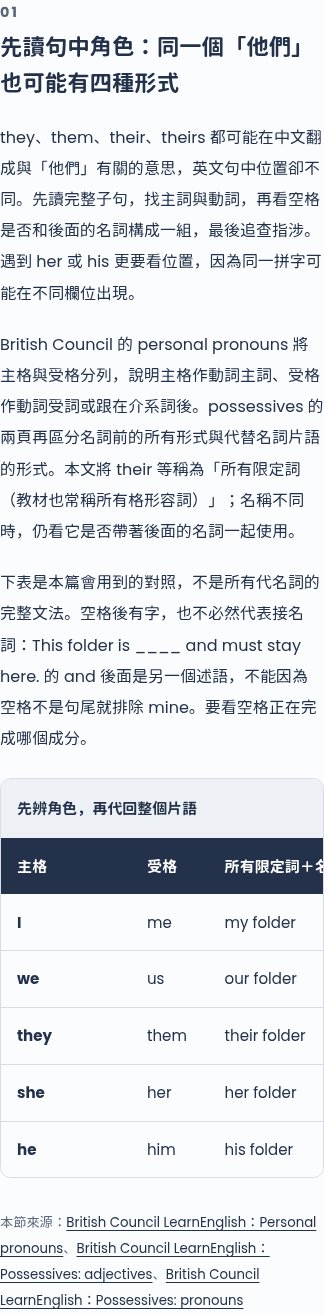 01
先讀句中角色：同一個「他們」
也可能有四種形式
they、them、their、theirs 都可能在中文翻
成與「他們」有關的意思，英文句中位置卻不
同。先讀完整子句，找主詞與動詞，再看空格
是否和後面的名詞構成一組，最後追查指涉。
遇到 her 或 his 更要看位置，因為同一拼字可
能在不同欄位出現。
British Council 的 personal pronouns 將
主格與受格分列，說明主格作動詞主詞、受格
作動詞受詞或跟在介系詞後。possessives 的
兩頁再區分名詞前的所有形式與代替名詞片語
的形式。本文將 their 等稱為「所有限定詞
（教材也常稱所有格形容詞）」；名稱不同
時，仍看它是否帶著後面的名詞一起使用。
下表是本篇會用到的對照，不是所有代名詞的
完整文法。空格後有字，也不必然代表接名
詞：This folder is ____ and must stay
here. 的 and 後面是另一個述語，不能因為
空格不是句尾就排除 mine。要看空格正在完
成哪個成分。
先辨角色，再代回整個片語
主格 受格 所有限定詞＋
I me my folder
we us our folder
they them their folder
she her her folder
he him his folder
本節來源：British Council LearnEnglish：Personal
pronouns、British Council LearnEnglish：
Possessives: adjectives、British Council
LearnEnglish：Possessives: pronouns